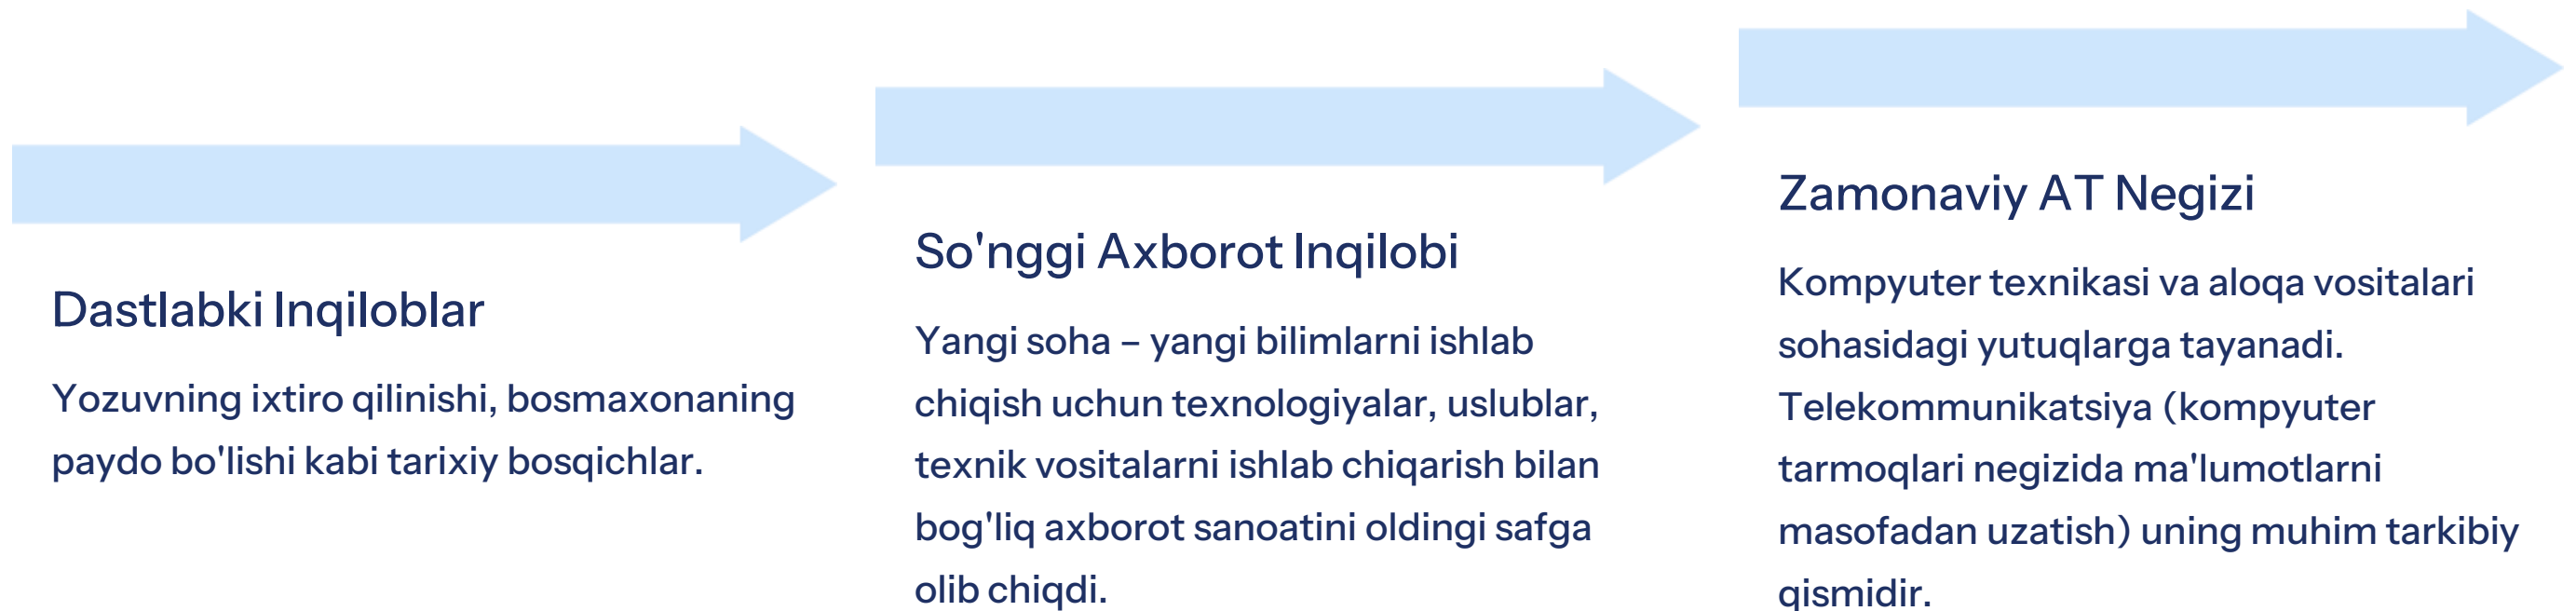 Dastlabki Inqiloblar
Yozuvning ixtiro qilinishi, bosmaxonaning
paydo bo'lishi kabi tarixiy bosqichlar.
So'nggi Axborot Inqilobi
Yangi soha – yangi bilimlarni ishlab
chiqish uchun texnologiyalar, uslublar,
texnik vositalarni ishlab chiqarish bilan
bog'liq axborot sanoatini oldingi safga
olib chiqdi.
Zamonaviy AT Negizi
Kompyuter texnikasi va aloqa vositalari
sohasidagi yutuqlarga tayanadi.
Telekommunikatsiya (kompyuter
tarmoqlari negizida ma'lumotlarni
masofadan uzatish) uning muhim tarkibiy
qismidir.